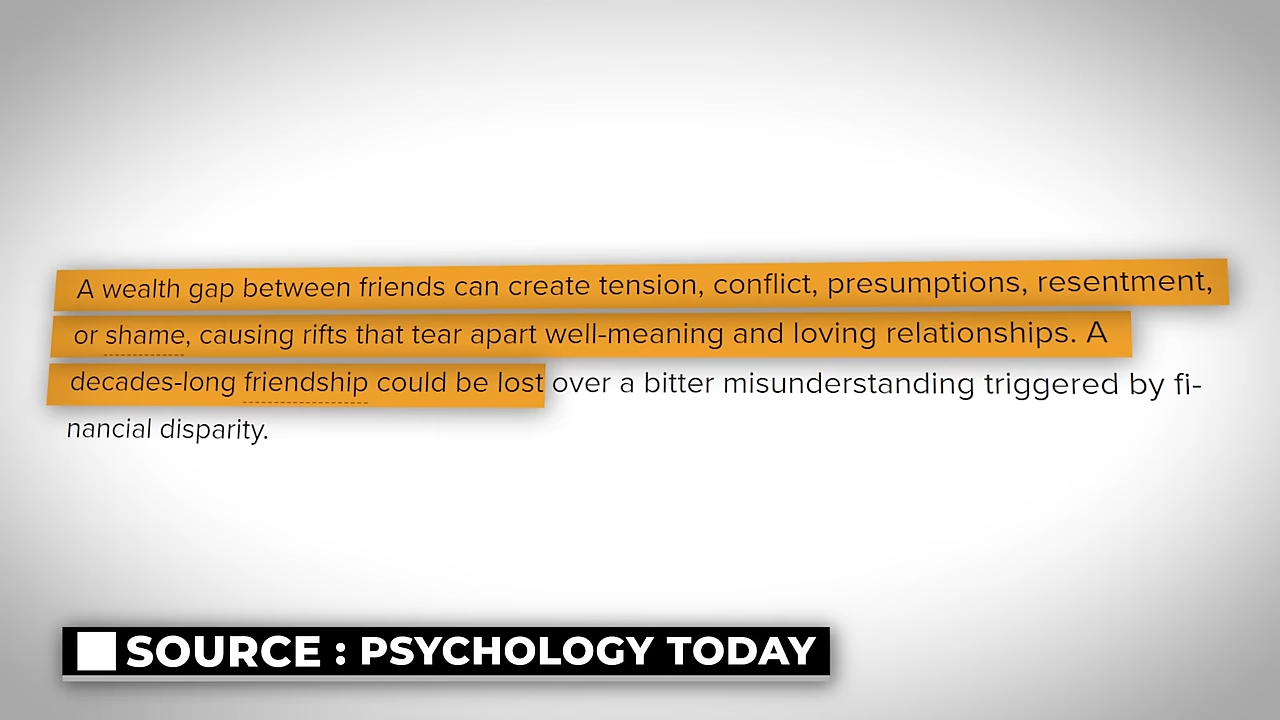 A wealth gap between friends can create tension, conflict, presumptions, resentment,
or shame, causing rifts that tear apart well-meaning and loving relationships. A
decades-long friendship could be lost over a bitter misunderstanding triggered by fi-
nancial disparity.
SOURCE : PSYCHOLOGY TODAY